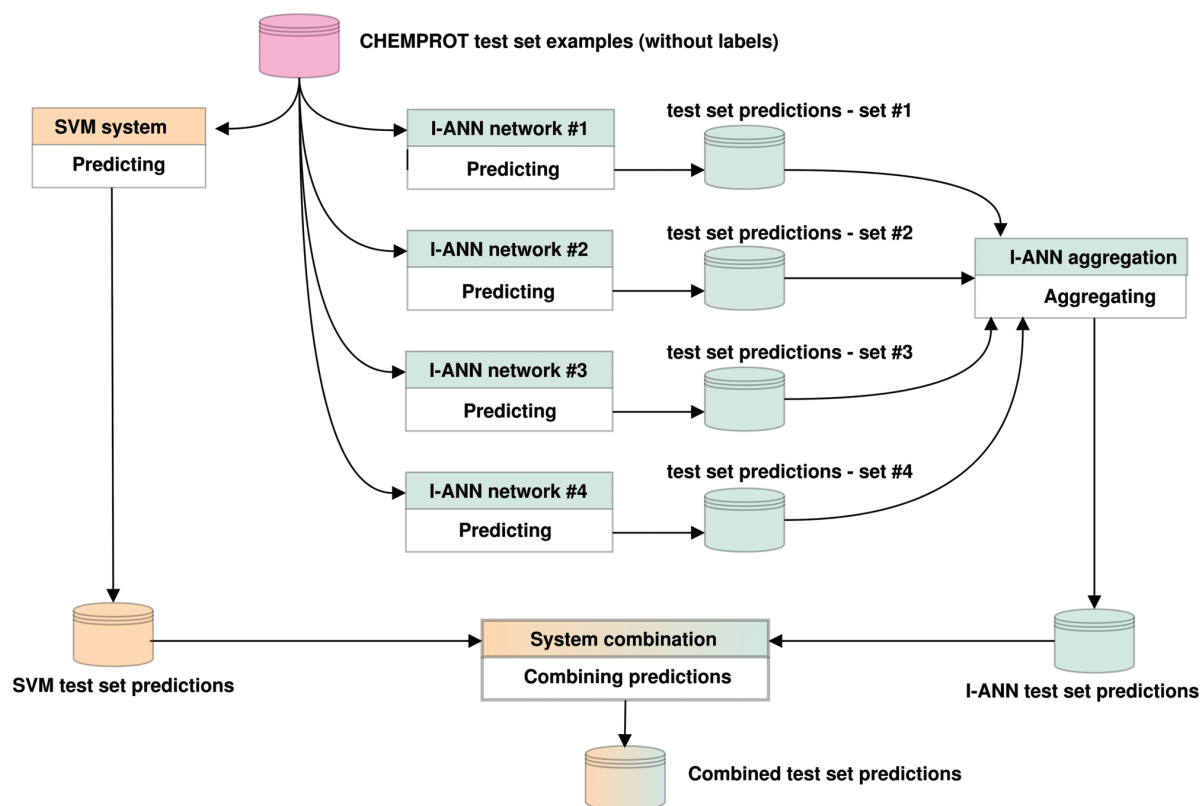 CHEMPROT test set examples (without labels)
SVM system
Predicting
I-ANN network #1
Predicting
test set predictions - set #1
I-ANN network #2
Predicting
test set predictions - set #2
I-ANN aggregation
Aggregating
I-ANN network #3
Predicting
test set predictions - set #3
I-ANN network #4
Predicting
test set predictions - set #4
SVM test set predictions
System combination
Combining predictions
I-ANN test set predictions
Combined test set predictions